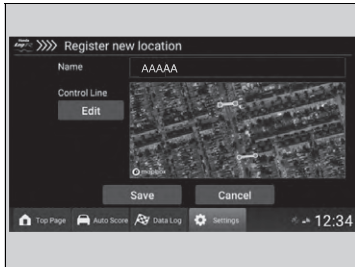 Register new location
Name
AAAAA
Control Line
Edit
mapbox
Save
Cancel
Top Page
Auto Score
Data Log
Settings
12:34